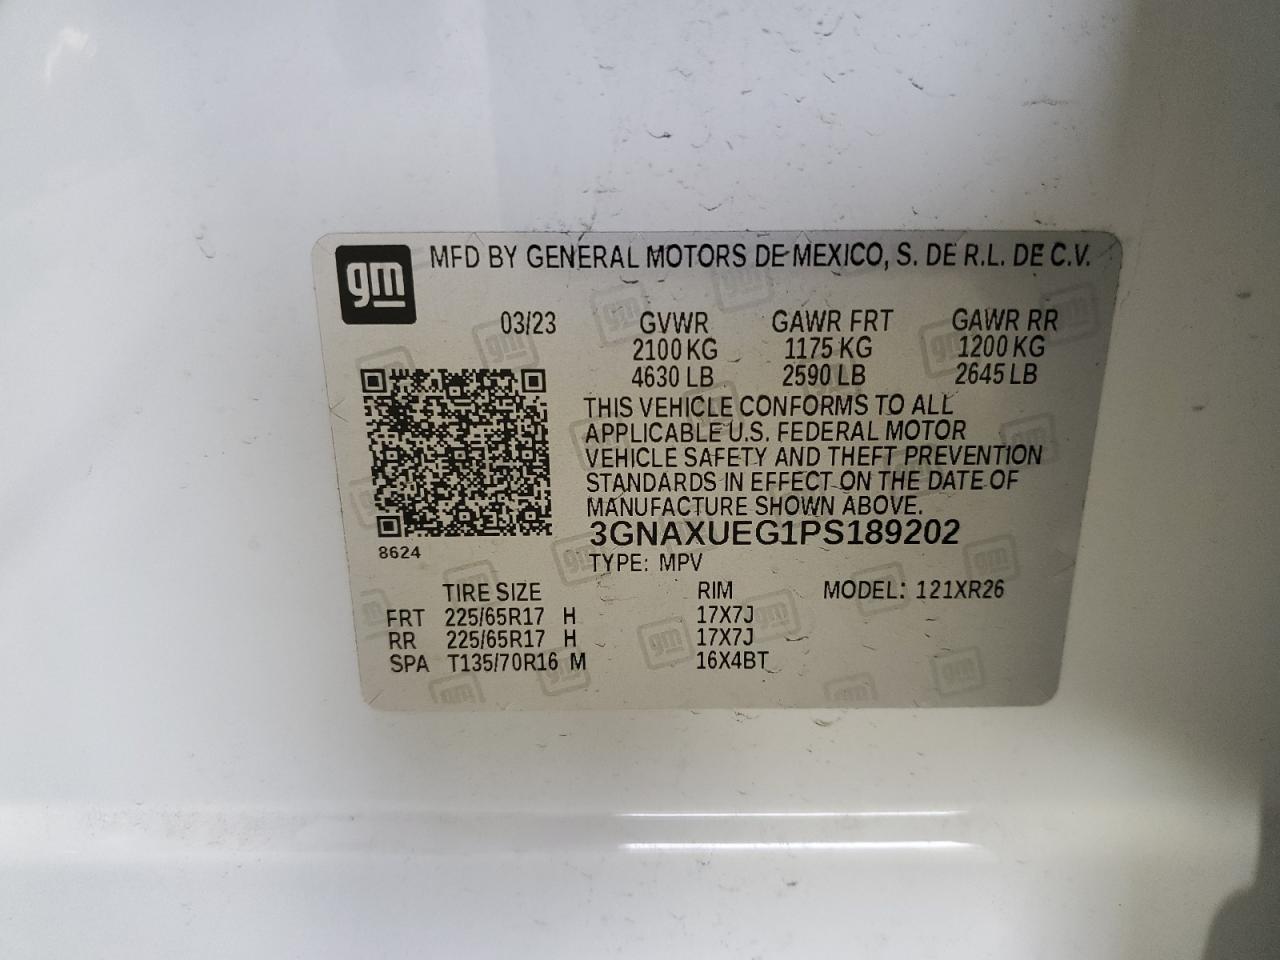 gm
MFD BY GENERAL MOTORS DE MEXICO, S. DE R.L. DE C.V.
03/23 GVWR GAWR FRT GAWR RR
2100 KG 1175 KG 1200 KG
4630 LB 2590 LB 2645 LB
THIS VEHICLE CONFORMS TO ALL
APPLICABLE U.S. FEDERAL MOTOR
VEHICLE SAFETY AND THEFT PREVENTION
STANDARDS IN EFFECT ON THE DATE OF
MANUFACTURE SHOWN ABOVE.
3GNAXUEG1PS189202
8624
TYPE: MPV
TIRE SIZE RIM MODEL: 121XR26
FRT 225/65R17 H 17X7J
RR 225/65R17 H 17X7J
SPA T135/70R16 M 16X4BT